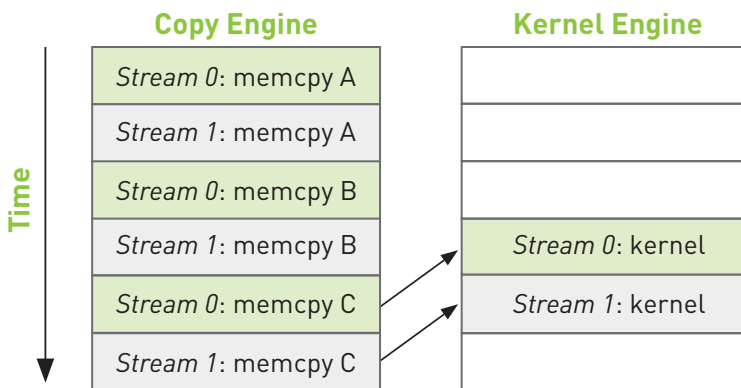 Copy Engine
Kernel Engine
Time
Stream 0: memcpy A
Stream 1: memcpy A
Stream 0: memcpy B
Stream 1: memcpy B
Stream 0: kernel
Stream 0: memcpy C
Stream 1: kernel
Stream 1: memcpy C